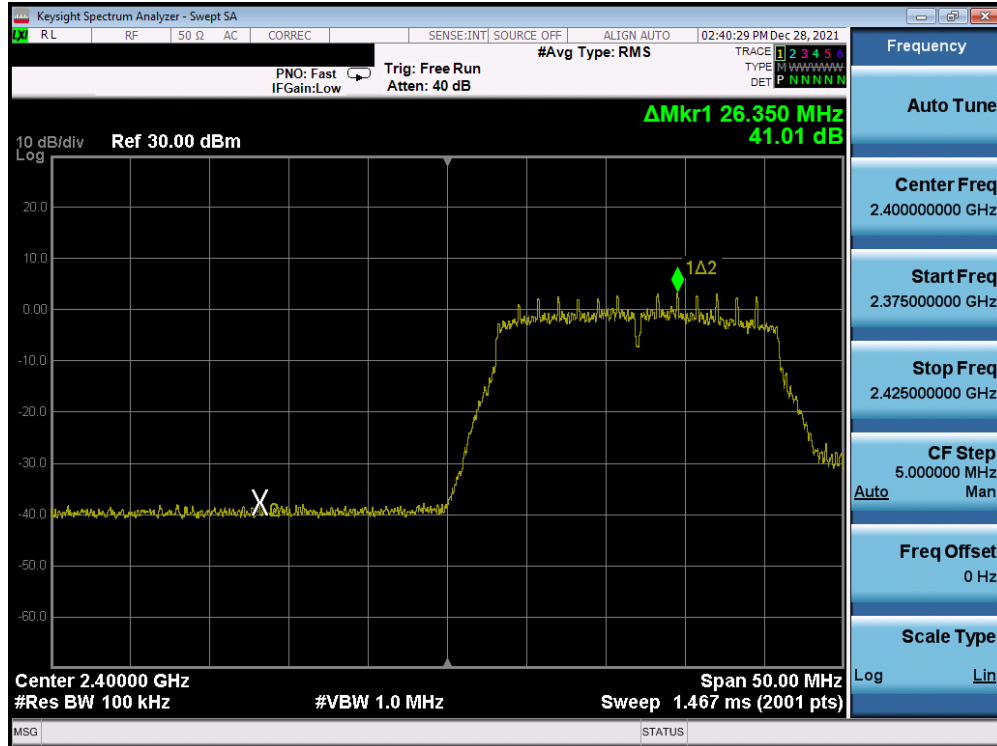 Keysight Spectrum Analyzer - Swept SA
LXI RL RF 50 Ω AC CORREC SENSE:INT SOURCE OFF ALIGN AUTO 02:40:29 PM Dec 28, 2021
#Avg Type: RMS
PNO: Fast
IFGain:Low
Trig: Free Run
Atten: 40 dB
TRACE 1 2 3 4 5 6
TYPE M W W W W W
DET P N N N N N
ΔMkr1 26.350 MHz
41.01 dB
10 dB/div Ref 30.00 dBm
Log
20.0
10.0
0.00
-10.0
-20.0
-30.0
-40.0
-50.0
-60.0
1Δ2
X2
Center 2.40000 GHz Span 50.00 MHz
#Res BW 100 kHz #VBW 1.0 MHz Sweep 1.467 ms (2001 pts)
MSG STATUS
Frequency
Auto Tune
Center Freq
2.400000000 GHz
Start Freq
2.375000000 GHz
Stop Freq
2.425000000 GHz
CF Step
5.000000 MHz
Auto Man
Freq Offset
0 Hz
Scale Type
Log Lin